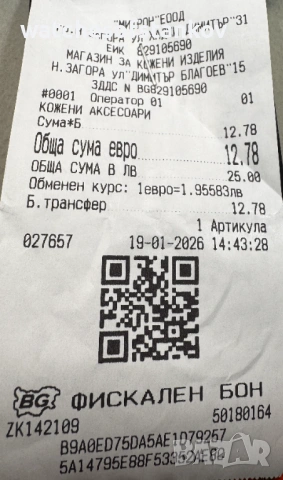 "МИТРОН"ЕООД
ЕИК 829105690
МАГАЗИН ЗА КОЖЕНИ ИЗДЕЛИЯ
Н.ЗАГОРА ул"ДИМИТЪР БЛАГОЕВ"15
ЗДДС N BG829105690
#0001 Оператор 01 01
КОЖЕНИ АКСЕСОАРИ
Сума*Б 12.78
Обща сума евро 12.78
ОБЩА СУМА В ЛВ 25.00
Обменен курс: 1евро=1.95583лв
Б.трансфер 12.78
1 Артикула
027657 19-01-2026 14:43:28
BG ФИСКАЛЕН БОН
ZK142109 50180164
B9A0ED75DA5AE1D79257